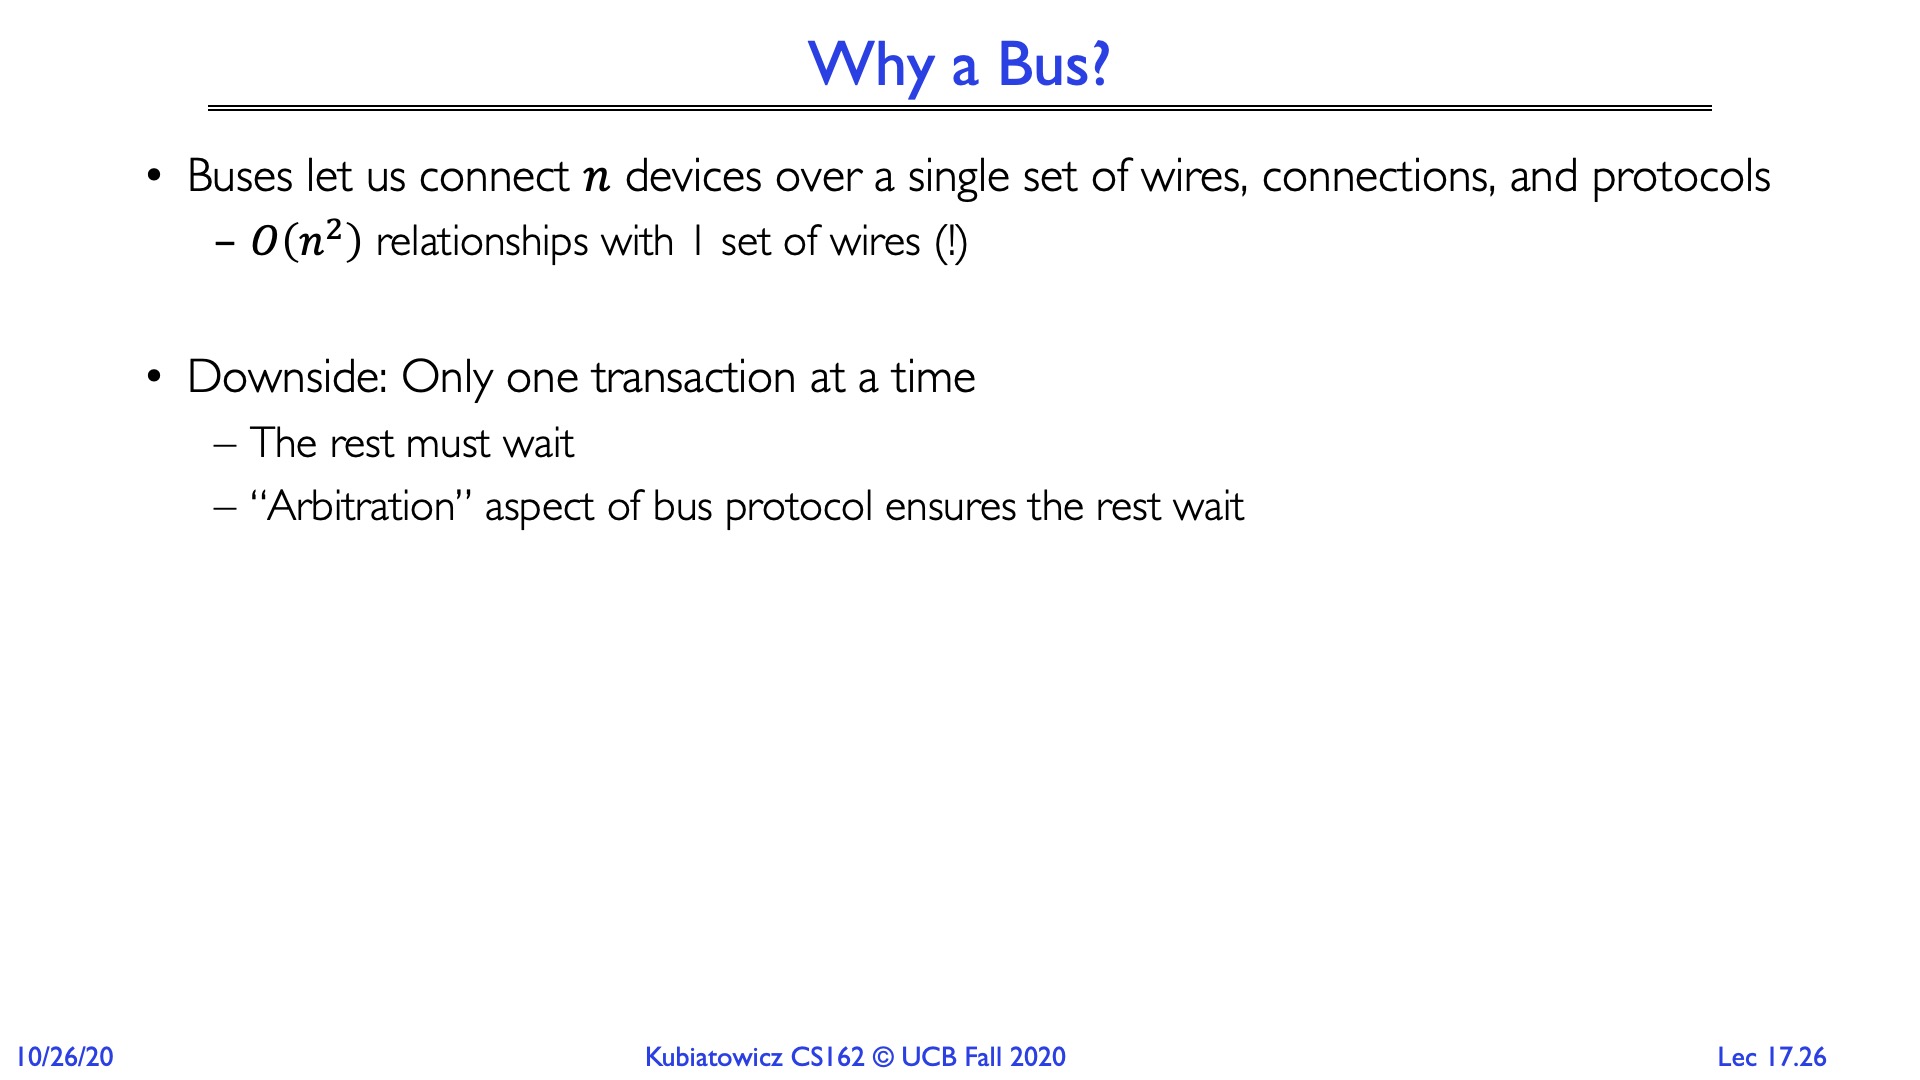 Why a Bus?
• Buses let us connect n devices over a single set of wires, connections, and protocols
– O(n²) relationships with 1 set of wires (!)
• Downside: Only one transaction at a time
– The rest must wait
– “Arbitration” aspect of bus protocol ensures the rest wait
10/26/20
Kubiatowicz CS162 © UCB Fall 2020
Lec 17.26